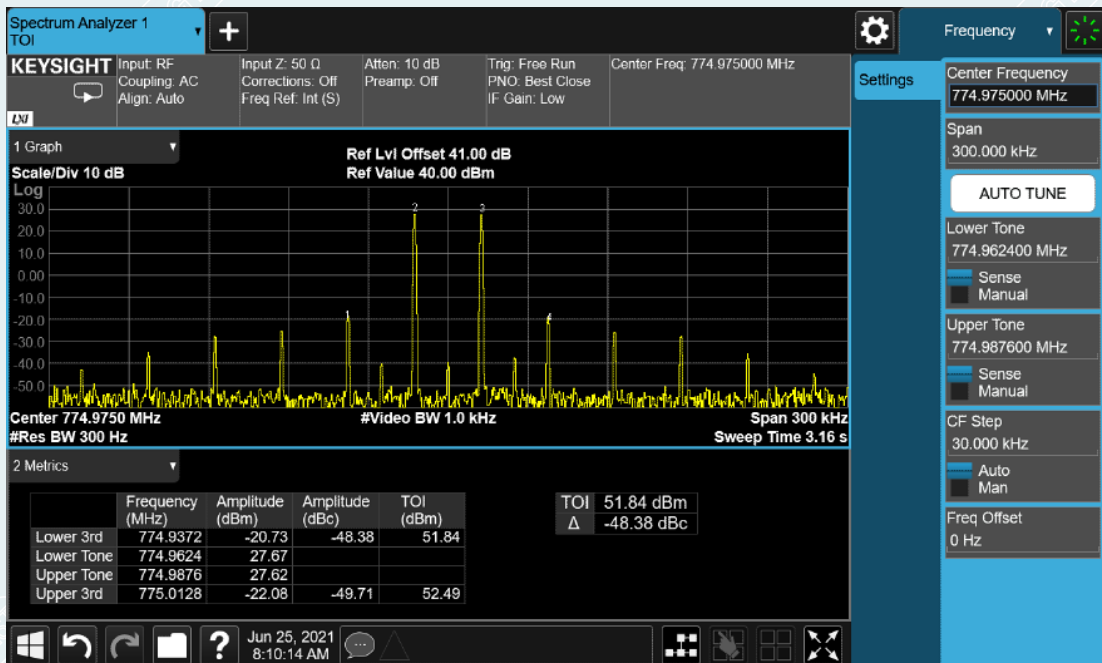 Spectrum Analyzer 1
TOI
+
Frequency
KEYSIGHT
Input: RF
Coupling: AC
Align: Auto
Input Z: 50 Ω
Corrections: Off
Freq Ref: Int (S)
Atten: 10 dB
Preamp: Off
Trig: Free Run
PNO: Best Close
IF Gain: Low
Center Freq: 774.975000 MHz
LXI
1 Graph
Ref Lvl Offset 41.00 dB
Scale/Div 10 dB
Ref Value 40.00 dBm
Log
30.0
20.0
10.0
0.00
-10.0
-20.0
-30.0
-40.0
-50.0
1
2
3
4
Center 774.9750 MHz
#Video BW 1.0 kHz
Span 300 kHz
#Res BW 300 Hz
Sweep Time 3.16 s
2 Metrics
Frequency (MHz) Amplitude (dBm) Amplitude (dBc) TOI (dBm)
Lower 3rd 774.9372 -20.73 -48.38 51.84
Lower Tone 774.9624 27.67
Upper Tone 774.9876 27.62
Upper 3rd 775.0128 -22.08 -49.71 52.49
TOI 51.84 dBm
Δ -48.38 dBc
?
Jun 25, 2021
8:10:14 AM
Settings
Center Frequency
774.975000 MHz
Span
300.000 kHz
AUTO TUNE
Lower Tone
774.962400 MHz
Sense
Manual
Upper Tone
774.987600 MHz
Sense
Manual
CF Step
30.000 kHz
Auto
Man
Freq Offset
0 Hz